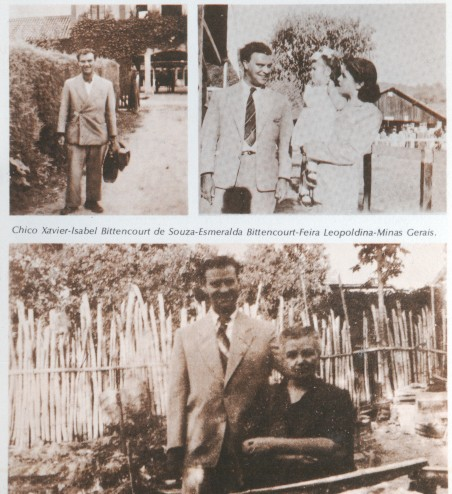 Chico Xavier-Isabel Bittencourt de Souza-Esmeralda Bittencourt-Feira Leopoldina-Minas Gerais.